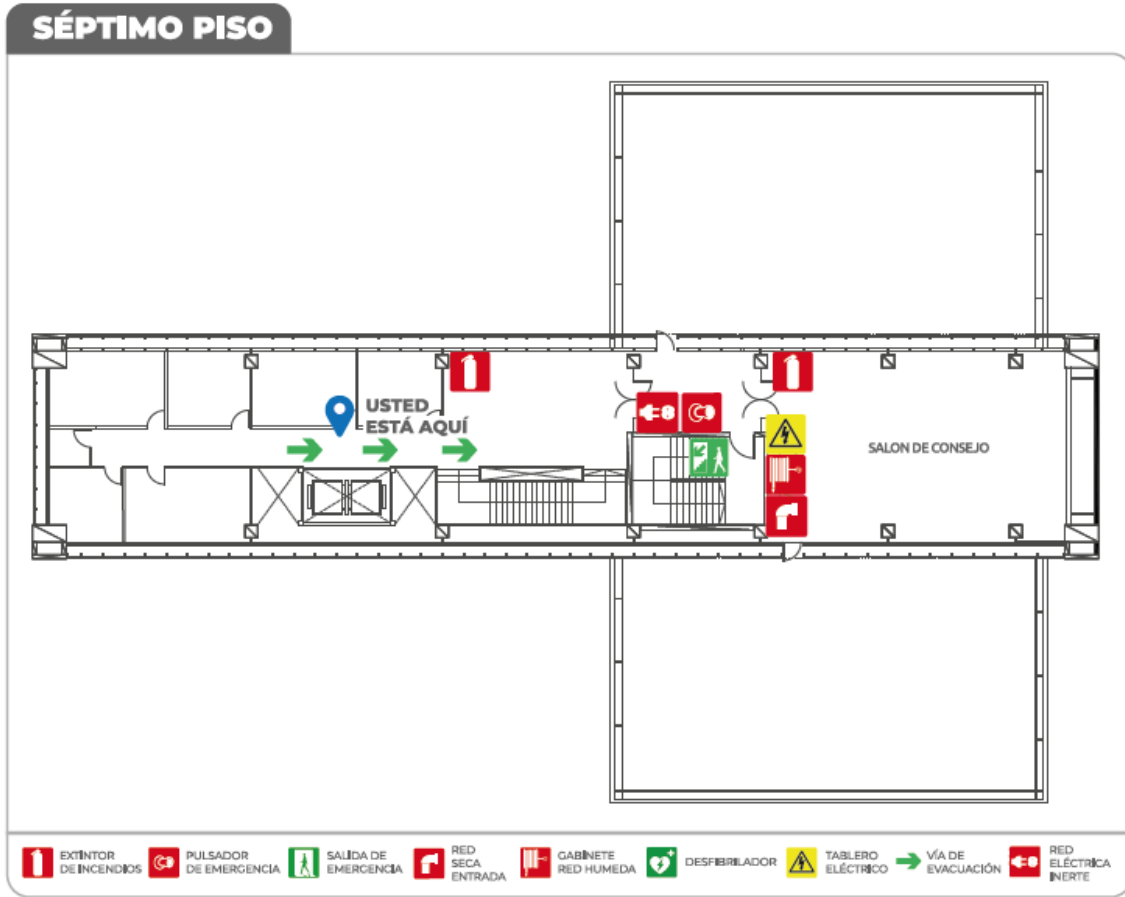 SÉPTIMO PISO
USTED
ESTÁ AQUÍ
SALON DE CONSEJO
EXTINTOR
DE INCENDIOS
PULSADOR
DE EMERGENCIA
SALIDA DE
EMERGENCIA
RED
SECA
ENTRADA
GABINETE
RED HUMEDA
DESFIBRILADOR
TABLERO
ELÉCTRICO
VÍA DE
EVACUACIÓN
RED
ELÉCTRICA
INERTE